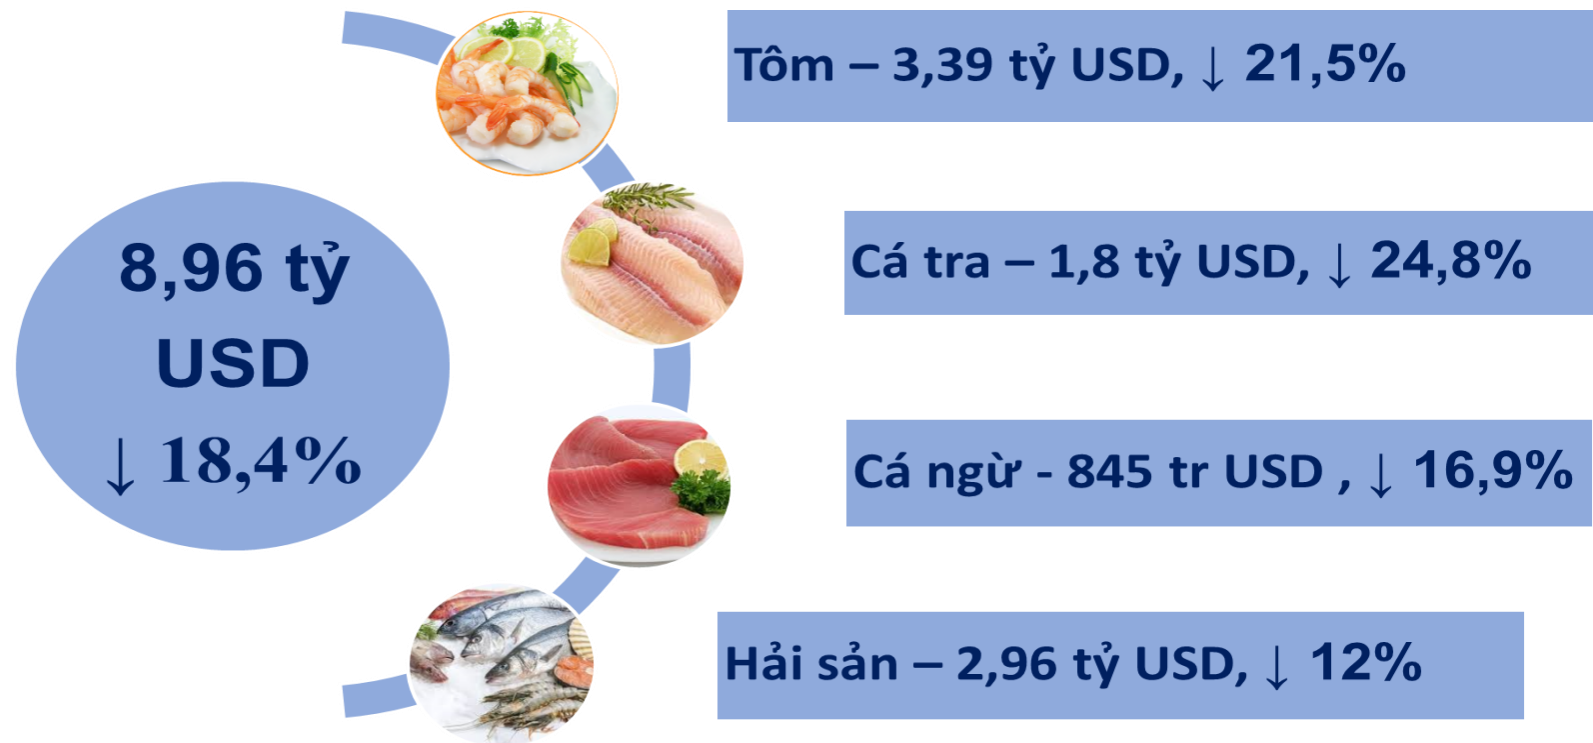 8,96 tỷ
USD
↓ 18,4%
Tôm – 3,39 tỷ USD, ↓ 21,5%
Cá tra – 1,8 tỷ USD, ↓ 24,8%
Cá ngừ - 845 tr USD , ↓ 16,9%
Hải sản – 2,96 tỷ USD, ↓ 12%